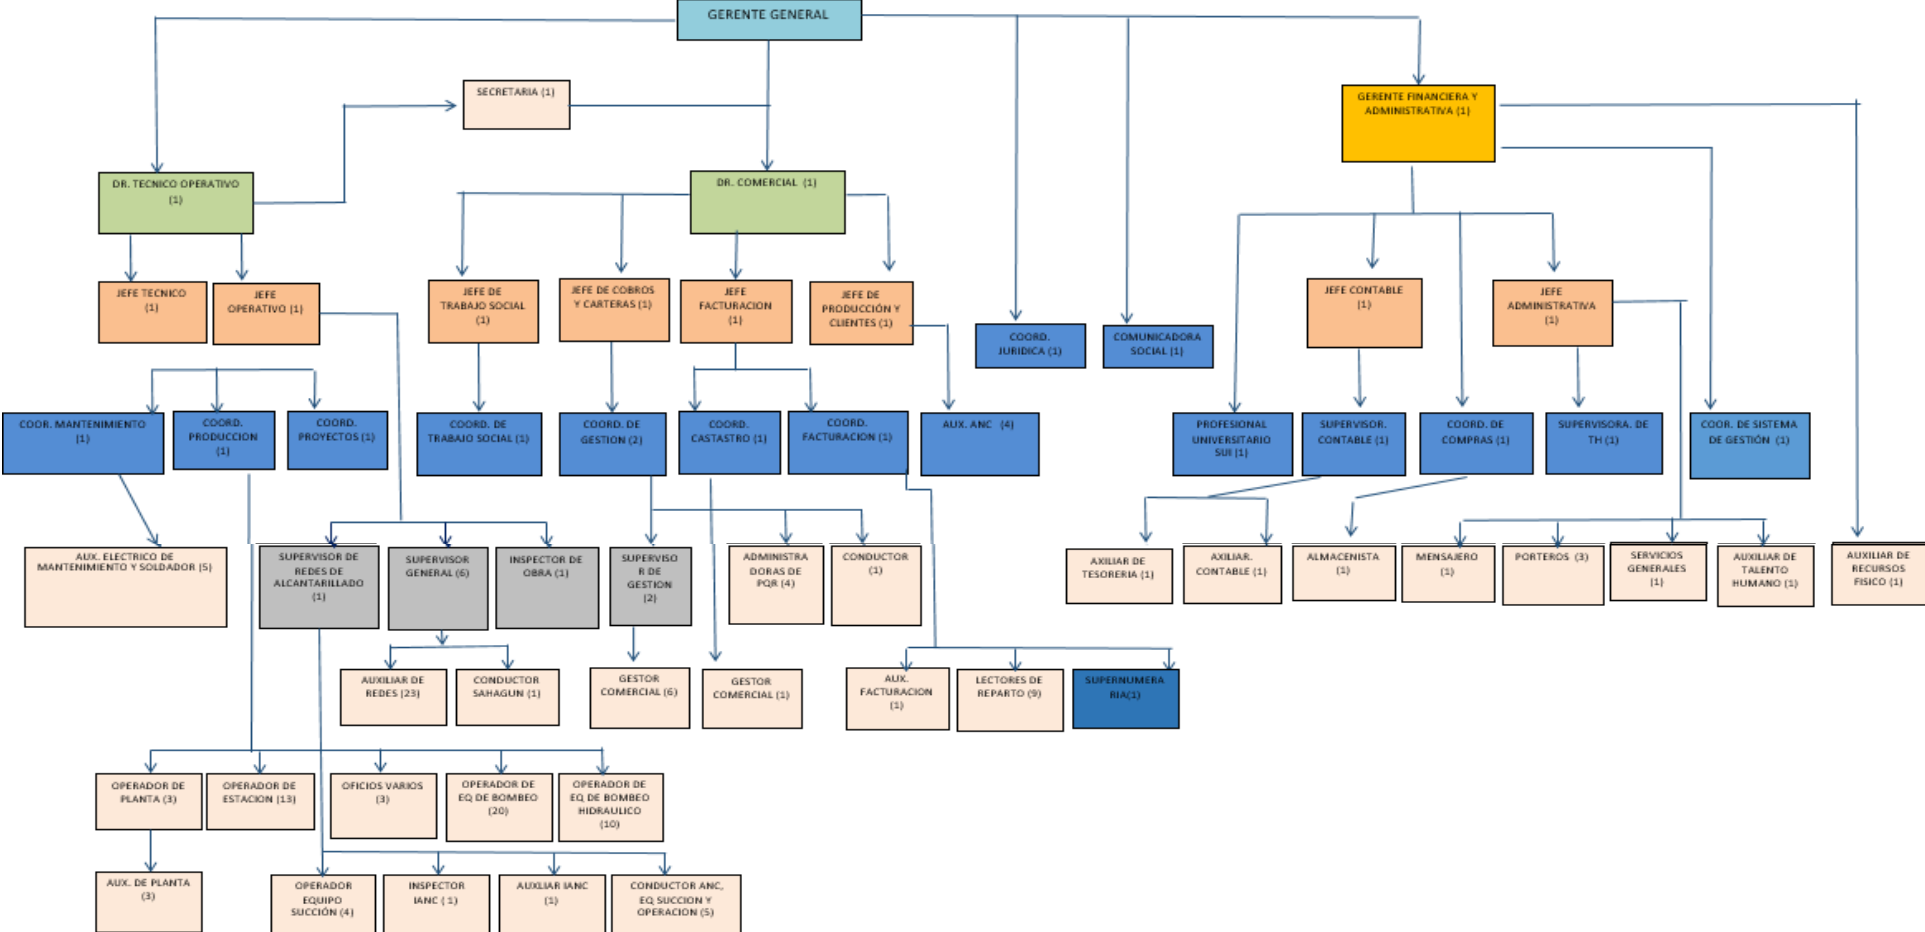 GERENTE GENERAL
SECRETARIA (1)
GERENTE FINANCIERA Y
ADMINISTRATIVA (1)
DR. TECNICO OPERATIVO
(1)
DR. COMERCIAL (1)
JEFE TECNICO
(1)
JEFE
OPERATIVO (1)
JEFE DE
TRABAJO SOCIAL
(1)
JEFE DE COBROS
Y CARTERAS (1)
JEFE
FACTURACION
(1)
JEFE DE
PRODUCCIÓN Y
CLIENTES (1)
COORD.
JURIDICA (1)
COMUNICADORA
SOCIAL (1)
JEFE CONTABLE
(1)
JEFE
ADMINISTRATIVA
(1)
COOR. MANTENIMIENTO
(1)
COORD.
PRODUCCION
(1)
COORD.
PROYECTOS (1)
COORD. DE
TRABAJO SOCIAL (1)
COORD. DE
GESTION (2)
COORD.
CASTASTRO (1)
COORD.
FACTURACION (1)
AUX. ANC (4)
PROFESIONAL
UNIVERSITARIO
SUI (1)
SUPERVISOR.
CONTABLE (1)
COORD. DE
COMPRAS (1)
SUPERVISORA. DE
TH (1)
COOR. DE SISTEMA
DE GESTIÓN (1)
AUX. ELECTRICO DE
MANTENIMIENTO Y SOLDADOR (5)
SUPERVISOR DE
REDES DE
ALCANTARILLADO
(1)
SUPERVISOR
GENERAL (6)
INSPECTOR DE
OBRA (1)
SUPERVISO
R DE
GESTION
(2)
ADMINISTRA
DORAS DE
PQR (4)
CONDUCTOR
(1)
AXILIAR DE
TESORERIA (1)
AXILIAR.
CONTABLE (1)
ALMACENISTA
(1)
MENSAJERO
(1)
PORTEROS (3)
SERVICIOS
GENERALES
(1)
AUXILIAR DE
TALENTO
HUMANO (1)
AUXILIAR DE
RECURSOS
FISICO (1)
AUXILIAR DE
REDES (23)
CONDUCTOR
SAHAGUN (1)
GESTOR
COMERCIAL (6)
GESTOR
COMERCIAL (1)
AUX.
FACTURACION
(1)
LECTORES DE
REPARTO (9)
SUPERNUMERA
RIA(1)
OPERADOR DE
PLANTA (3)
OPERADOR DE
ESTACION (13)
OFICIOS VARIOS
(3)
OPERADOR DE
EQ DE BOMBEO
(20)
OPERADOR DE
EQ DE BOMBEO
HIDRAULICO
(10)
AUX. DE PLANTA
(3)
OPERADOR
EQUIPO
SUCCIÓN (4)
INSPECTOR
IANC ( 1)
AUXLIAR IANC
(1)
CONDUCTOR ANC,
EQ SUCCION Y
OPERACION (5)